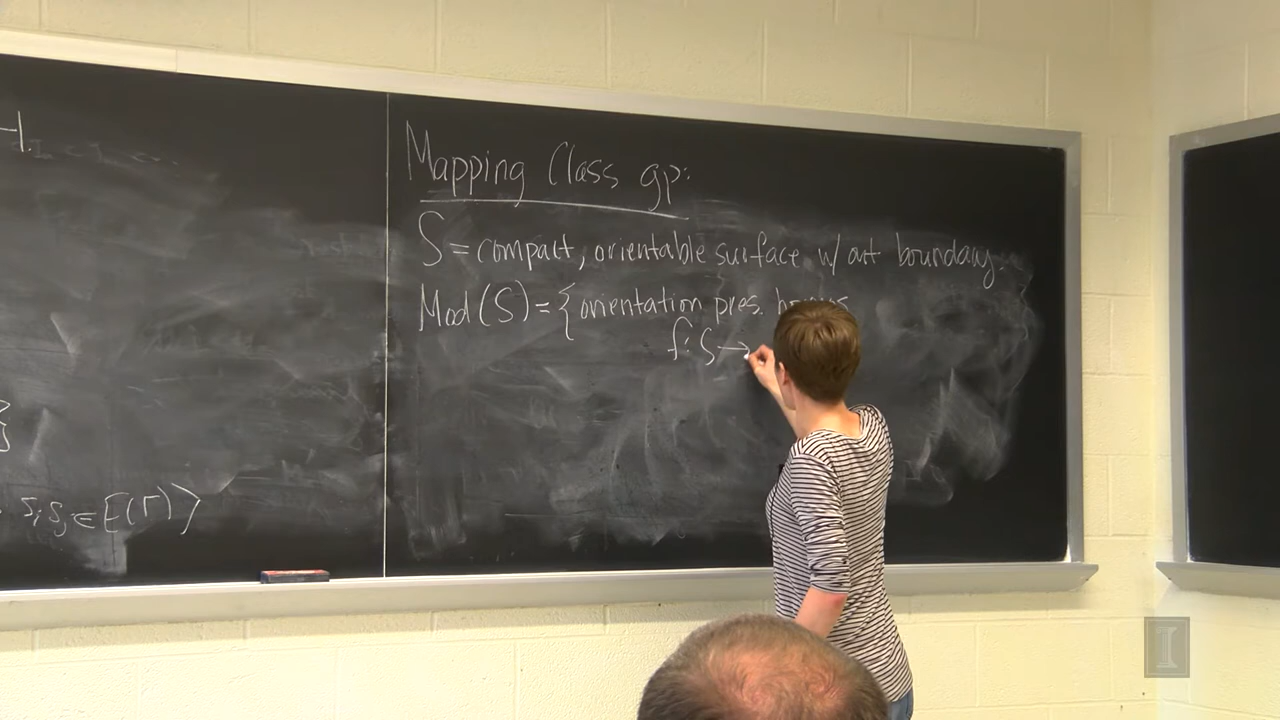 s_i s_j ∈ E(Γ)⟩
Mapping Class gp:
S = compact, orientable surface w/ out boundary.
Mod(S) = { orientation pres. homeos
f: S →
I